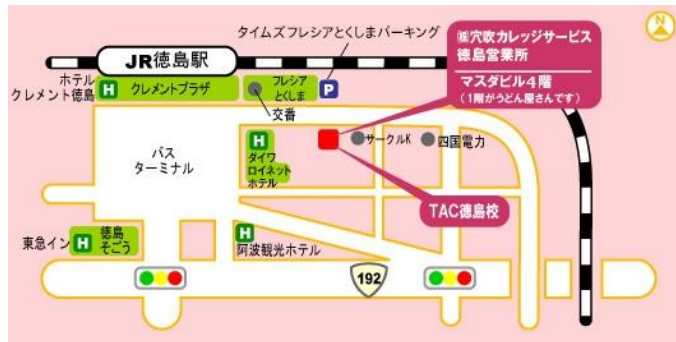 タイムズフレシアとくしまパーキング
N
JR徳島駅
㈱穴吹カレッジサービス
徳島営業所
マスダビル4階
(1階がうどん屋さんです)
ホテル
クレメント徳島
H
クレメントプラザ
フレシア
とくしま
P
交番
バス
ターミナル
H
ダイワ
ロイネット
ホテル
サークルK
四国電力
TAC徳島校
東急イン
H
徳島
そごう
H
阿波観光ホテル
192